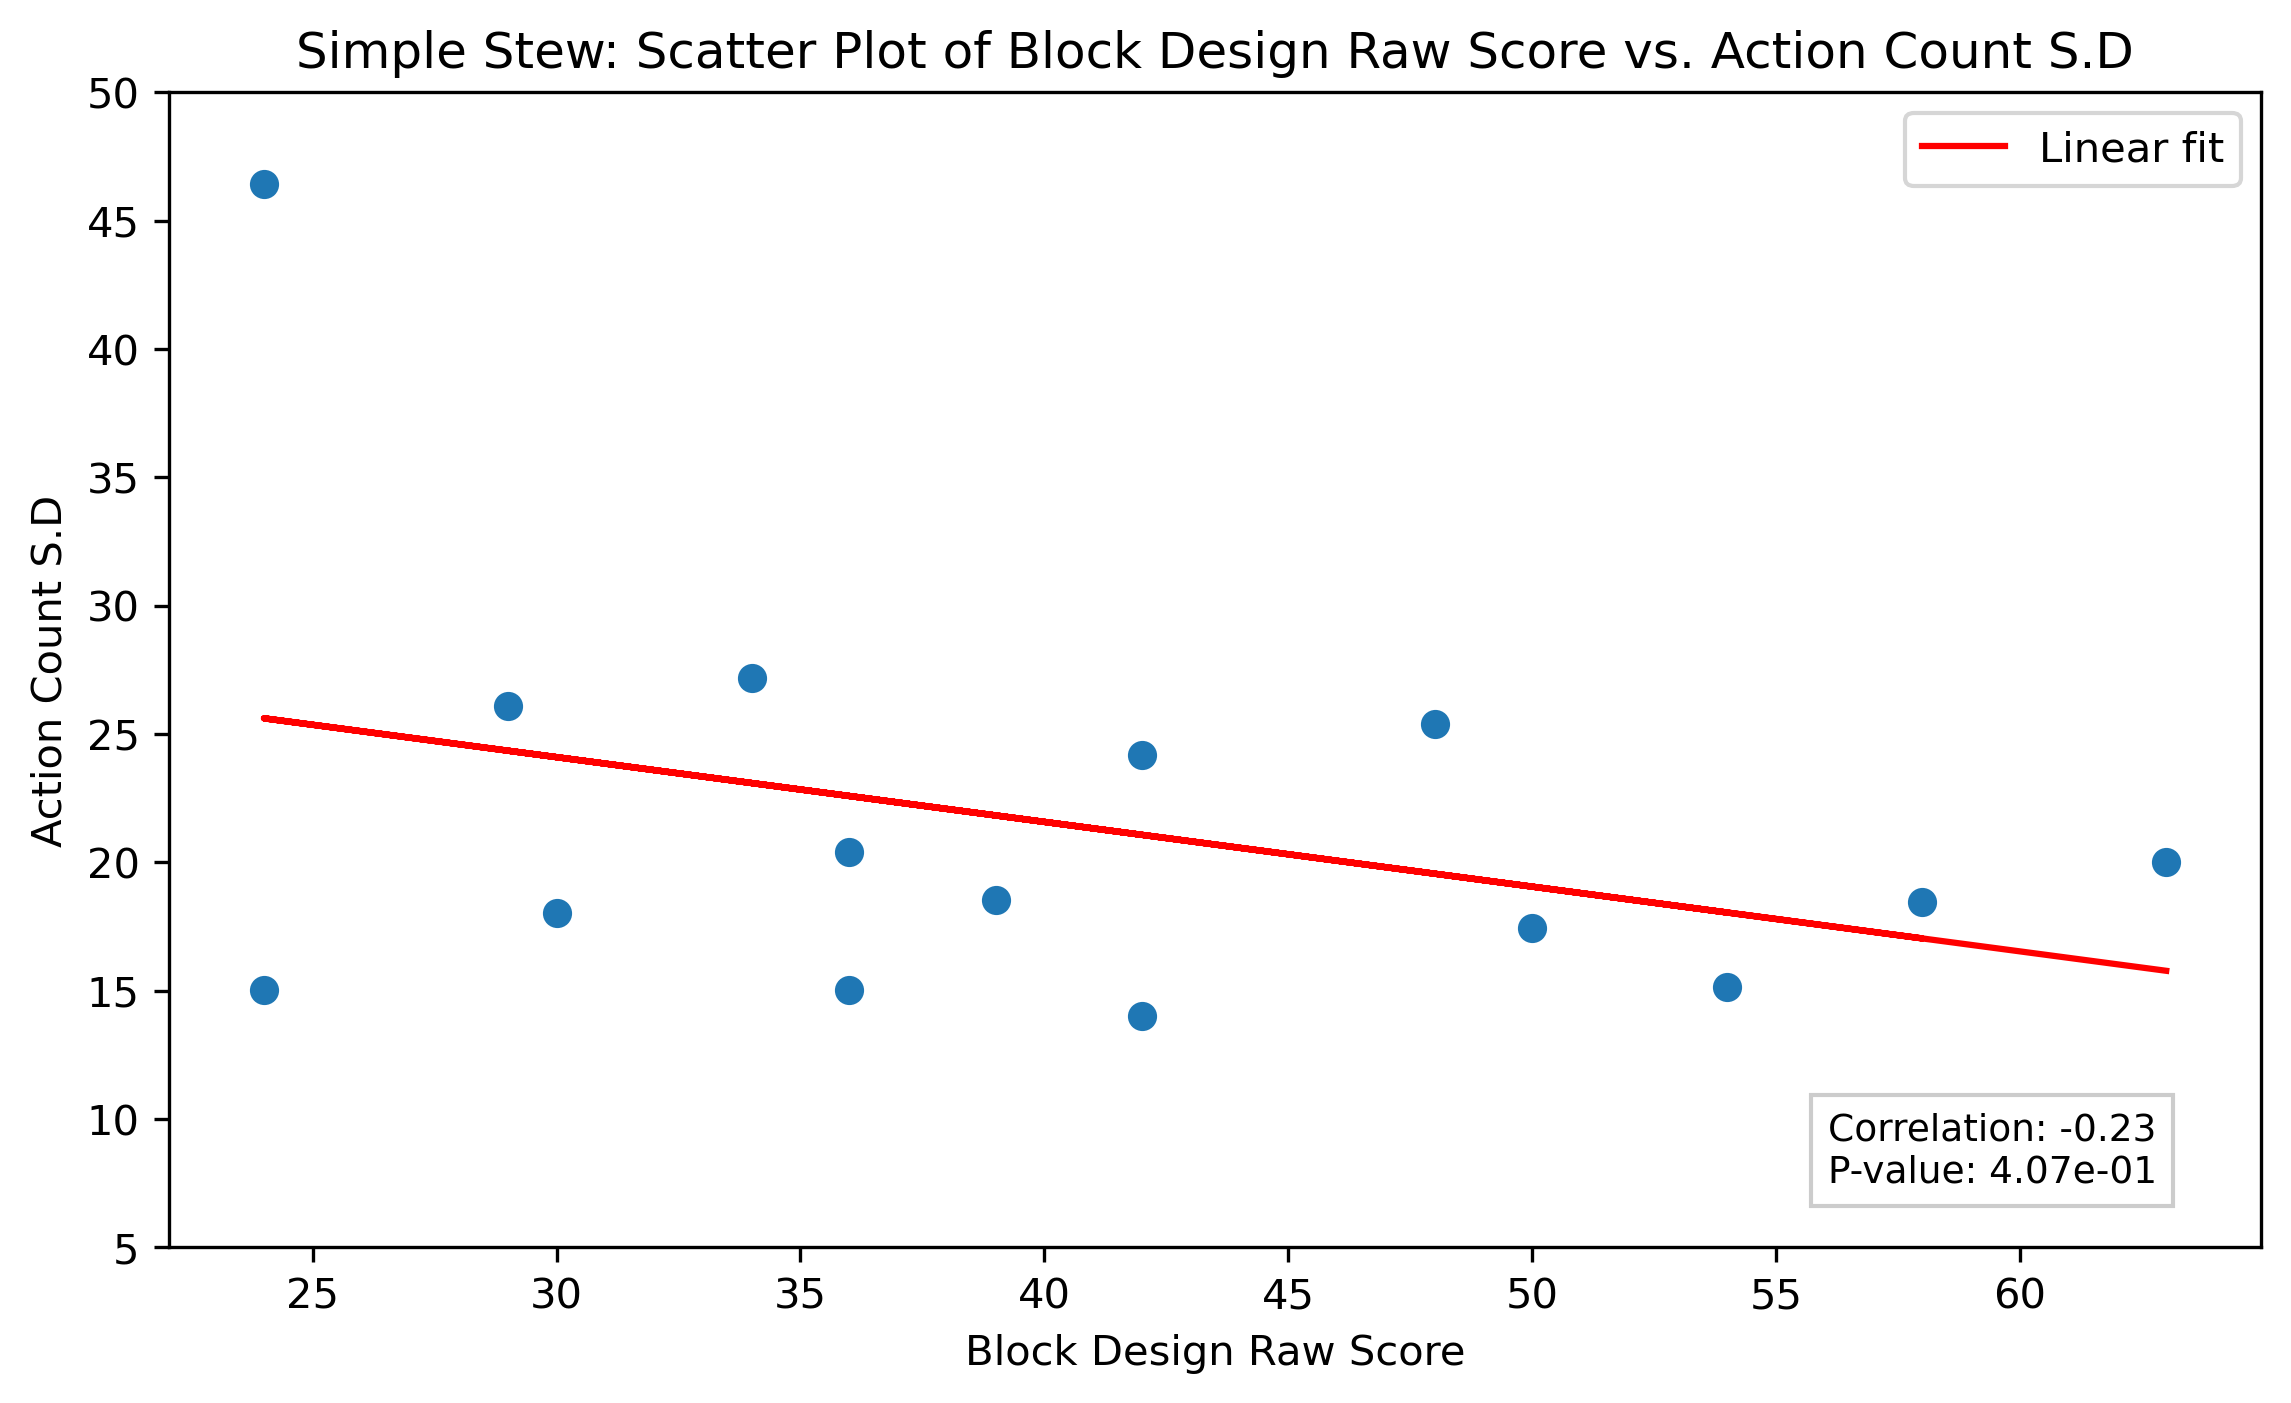 Simple Stew: Scatter Plot of Block Design Raw Score vs. Action Count S.D
50
45
40
35
30
25
20
15
10
5
Action Count S.D
Linear fit
Correlation: -0.23
P-value: 4.07e-01
25 30 35 40 45 50 55 60
Block Design Raw Score